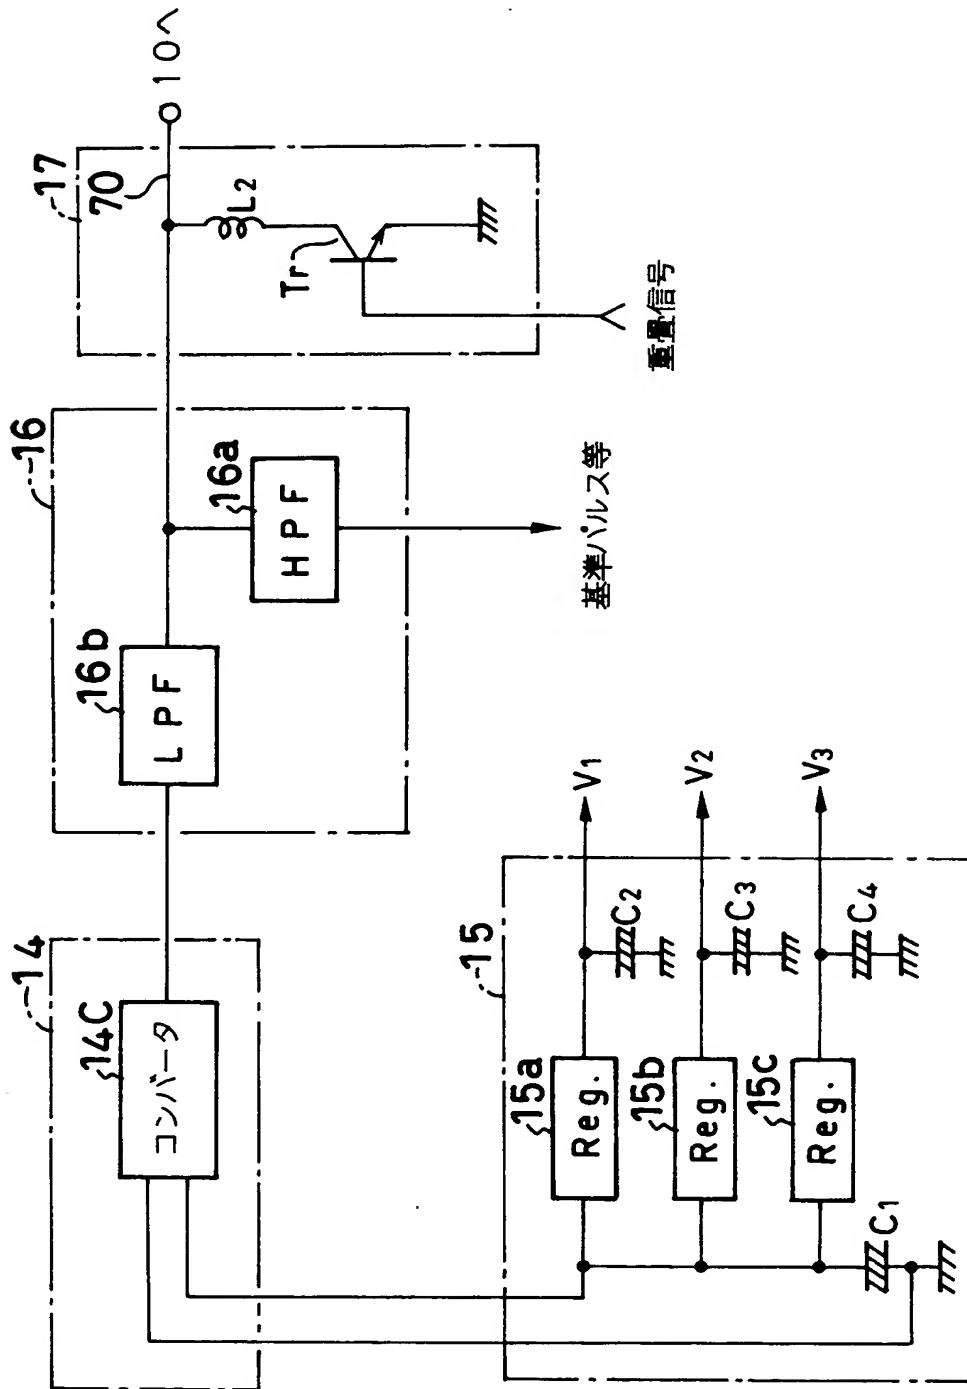 14
14C
コンバータ
16
16b
LPF
16a
HPF
基準パルス等
17
70
10へ
L2
Tr
重畳信号
15
15a
Reg.
V1
C2
15b
Reg.
V2
C3
15c
Reg.
V3
C4
C1